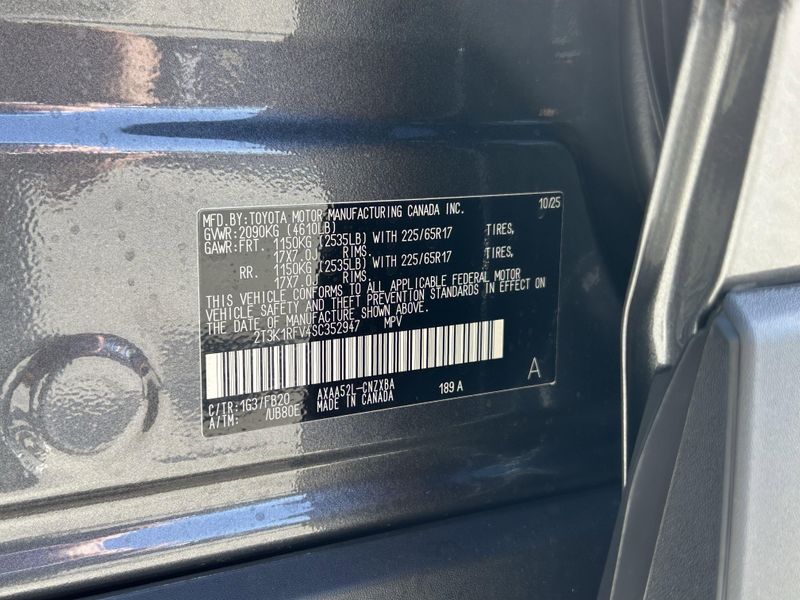 MFD.BY:TOYOTA MOTOR MANUFACTURING CANADA INC. 10/25
GVWR:2090KG (4610LB)
GAWR:FRT. 1150KG (2535LB) WITH 225/65R17 TIRES,
17X7.0J RIMS.
RR. 1150KG (2535LB) WITH 225/65R17 TIRES,
17X7.0J RIMS.
THIS VEHICLE CONFORMS TO ALL APPLICABLE FEDERAL MOTOR
VEHICLE SAFETY AND THEFT PREVENTION STANDARDS IN EFFECT ON
THE DATE OF MANUFACTURE SHOWN ABOVE.
2T3K1RFV4SC352947 MPV
A
C/TR:1G3/FB20 AXAA52L-CNZXBA 189 A
A/TM: /UB80E MADE IN CANADA